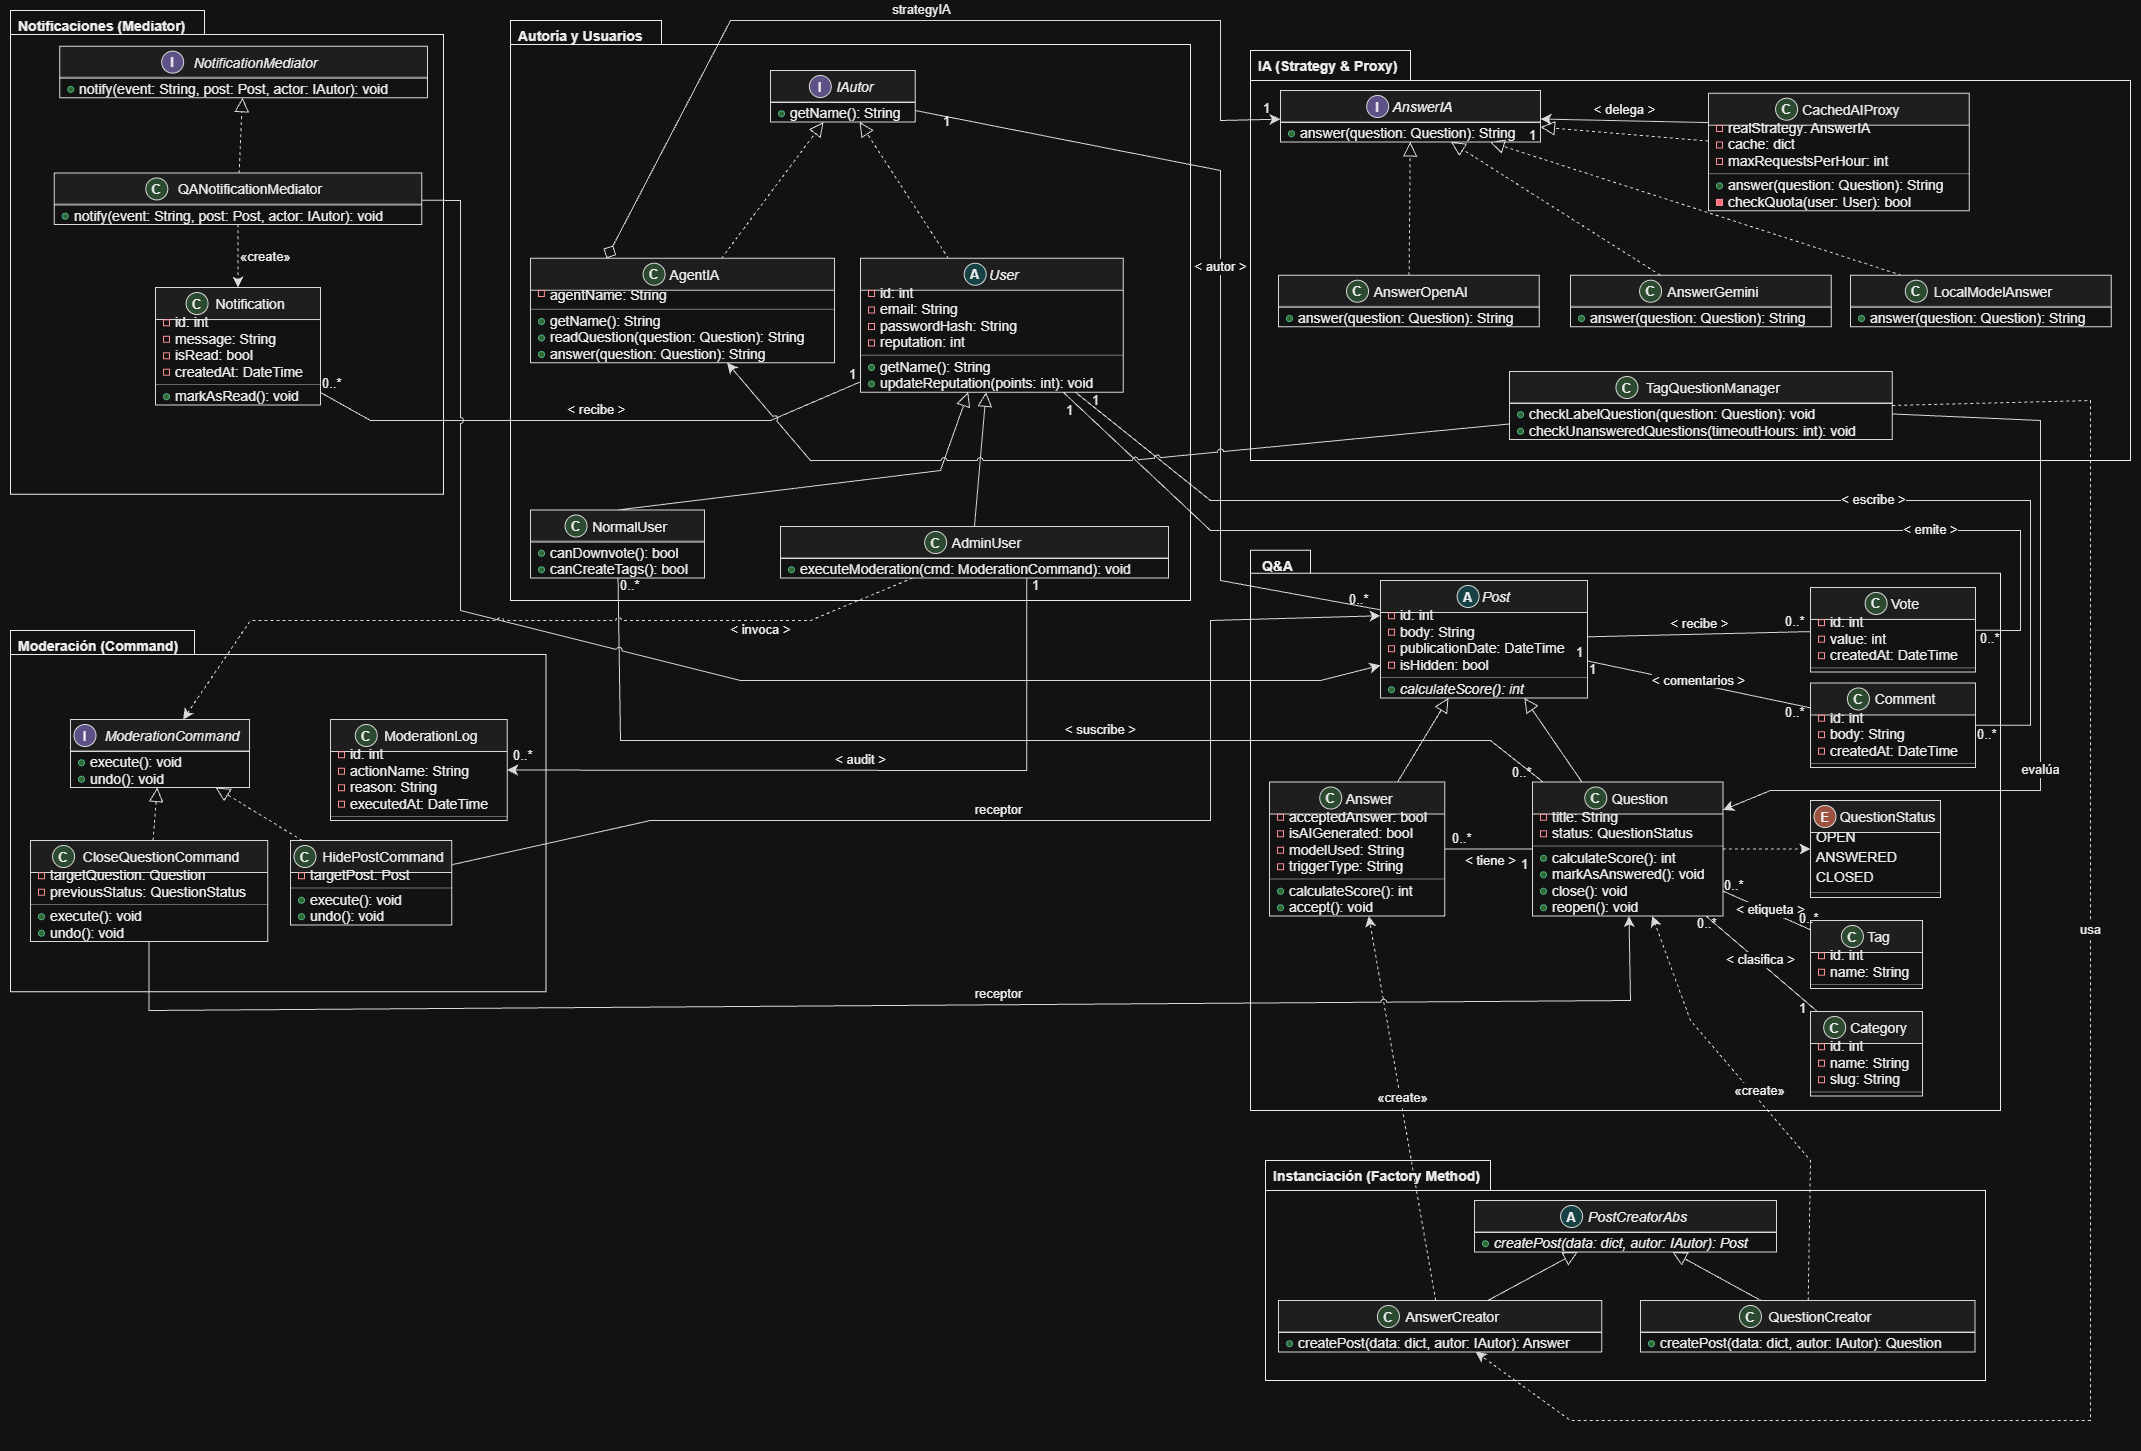 strategyIA
Notificaciones (Mediator)
I NotificationMediator
notify(event: String, post: Post, actor: IAutor): void
C QANotificationMediator
notify(event: String, post: Post, actor: IAutor): void
«create»
C Notification
id: int
message: String
isRead: bool
createdAt: DateTime
markAsRead(): void
0..*
< recibe >
1
Autoría y Usuarios
I IAutor
getName(): String
1
C AgentIA
agentName: String
getName(): String
readQuestion(question: Question): String
answer(question: Question): String
A User
id: int
email: String
passwordHash: String
reputation: int
getName(): String
updateReputation(points: int): void
1
1
C NormalUser
canDownvote(): bool
canCreateTags(): bool
0..*
C AdminUser
executeModeration(cmd: ModerationCommand): void
1
< autor >
IA (Strategy & Proxy)
1
I AnswerIA
answer(question: Question): String
1
< delega >
C CachedAIProxy
realStrategy: AnswerIA
cache: dict
maxRequestsPerHour: int
answer(question: Question): String
checkQuota(user: User): bool
C AnswerOpenAI
answer(question: Question): String
C AnswerGemini
answer(question: Question): String
C LocalModelAnswer
answer(question: Question): String
C TagQuestionManager
checkLabelQuestion(question: Question): void
checkUnansweredQuestions(timeoutHours: int): void
< escribe >
< emite >
< invoca >
Moderación (Command)
I ModerationCommand
execute(): void
undo(): void
C ModerationLog
id: int
actionName: String
reason: String
executedAt: DateTime
0..*
< audit >
< suscribe >
C CloseQuestionCommand
targetQuestion: Question
previousStatus: QuestionStatus
execute(): void
undo(): void
C HidePostCommand
targetPost: Post
execute(): void
undo(): void
receptor
receptor
Q&A
0..*
A Post
id: int
body: String
publicationDate: DateTime
isHidden: bool
calculateScore(): int
1
1
< recibe >
0..*
C Vote
id: int
value: int
createdAt: DateTime
0..*
< comentarios >
0..*
C Comment
id: int
body: String
createdAt: DateTime
0..*
evalúa
0..*
C Answer
acceptedAnswer: bool
isAIGenerated: bool
modelUsed: String
triggerType: String
calculateScore(): int
accept(): void
0..*
< tiene >
1
C Question
title: String
status: QuestionStatus
calculateScore(): int
markAsAnswered(): void
close(): void
reopen(): void
E QuestionStatus
OPEN
ANSWERED
CLOSED
0..*
< etiqueta >
0..*
C Tag
id: int
name: String
0..*
< clasifica >
1
C Category
id: int
name: String
slug: String
usa
«create»
«create»
Instanciación (Factory Method)
A PostCreatorAbs
createPost(data: dict, autor: IAutor): Post
C AnswerCreator
createPost(data: dict, autor: IAutor): Answer
C QuestionCreator
createPost(data: dict, autor: IAutor): Question